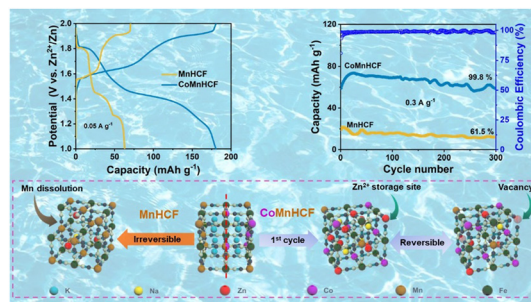 2.0
1.8
1.6
1.4
1.2
1.0
Potential (V vs. Zn²⁺/Zn)
MnHCF
CoMnHCF
0.05 A g⁻¹
0 50 100 150 200
Capacity (mAh g⁻¹)
120
80
40
0
Capacity (mAh g⁻¹)
CoMnHCF
99.8 %
0.3 A g⁻¹
MnHCF
61.5 %
100
75
50
25
0
Coulombic Efficiency (%)
0 100 200 300
Cycle number
Mn dissolution
MnHCF
CoMnHCF
Zn²⁺ storage site
Vacancy
Irreversible
1st cycle
Reversible
K Na Zn Co Mn Fe